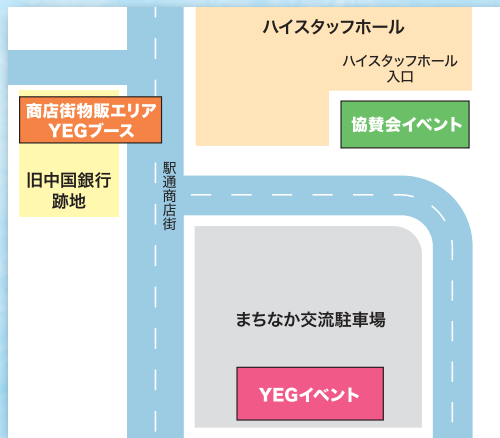 ハイスタッフホール
ハイスタッフホール
入口
商店街物販エリア
YEGブース
協賛会イベント
旧中国銀行
跡地
駅通商店街
まちなか交流駐車場
YEGイベント